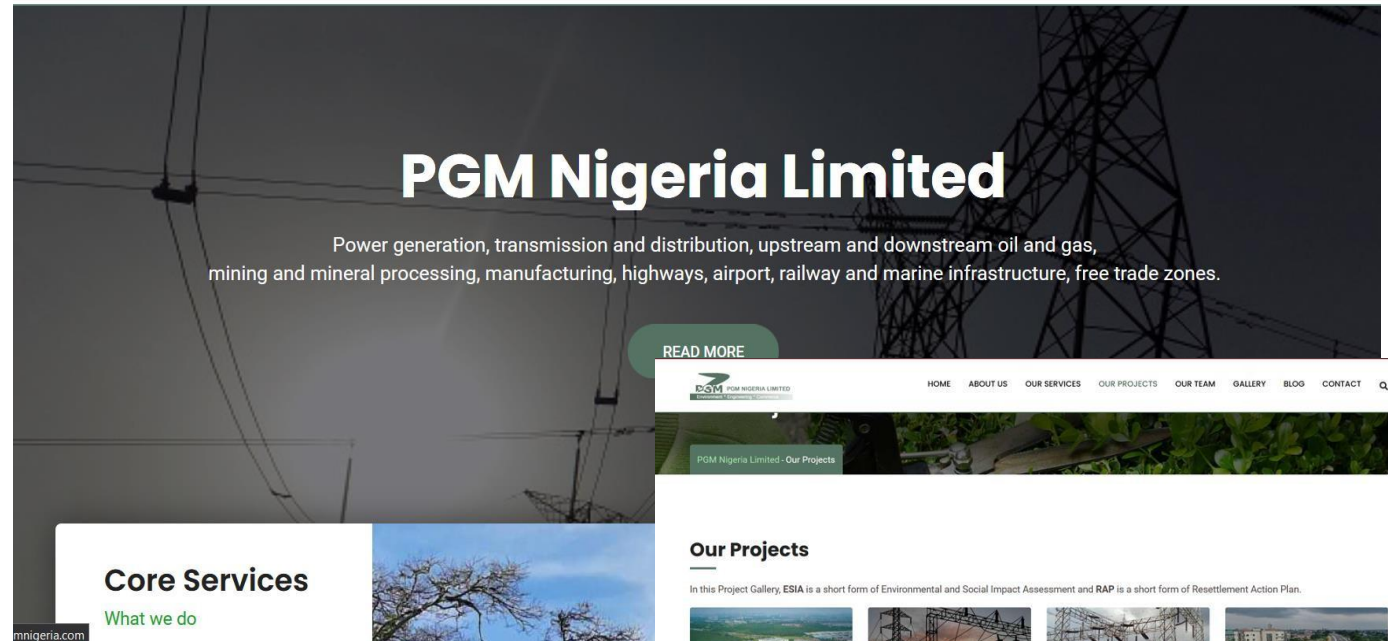 PGM Nigeria Limited
Power generation, transmission and distribution, upstream and downstream oil and gas,
mining and mineral processing, manufacturing, highways, airport, railway and marine infrastructure, free trade zones.
READ MORE
PGM NIGERIA LIMITED
HOME ABOUT US OUR SERVICES OUR PROJECTS OUR TEAM GALLERY BLOG CONTACT
PGM Nigeria Limited - Our Projects
Our Projects
In this Project Gallery, ESIA is a short form of Environmental and Social Impact Assessment and RAP is a short form of Resettlement Action Plan.
Core Services
What we do
mnigeria.com